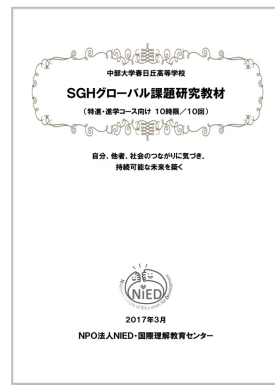 中部大学春日丘高等学校
SGHグローバル課題研究教材
（特進・進学コース向け 10時限／10回）
自分、他者、社会のつながりに気づき、
持続可能な未来を築く
NIED
2017年3月
NPO法人NIED・国際理解教育センター